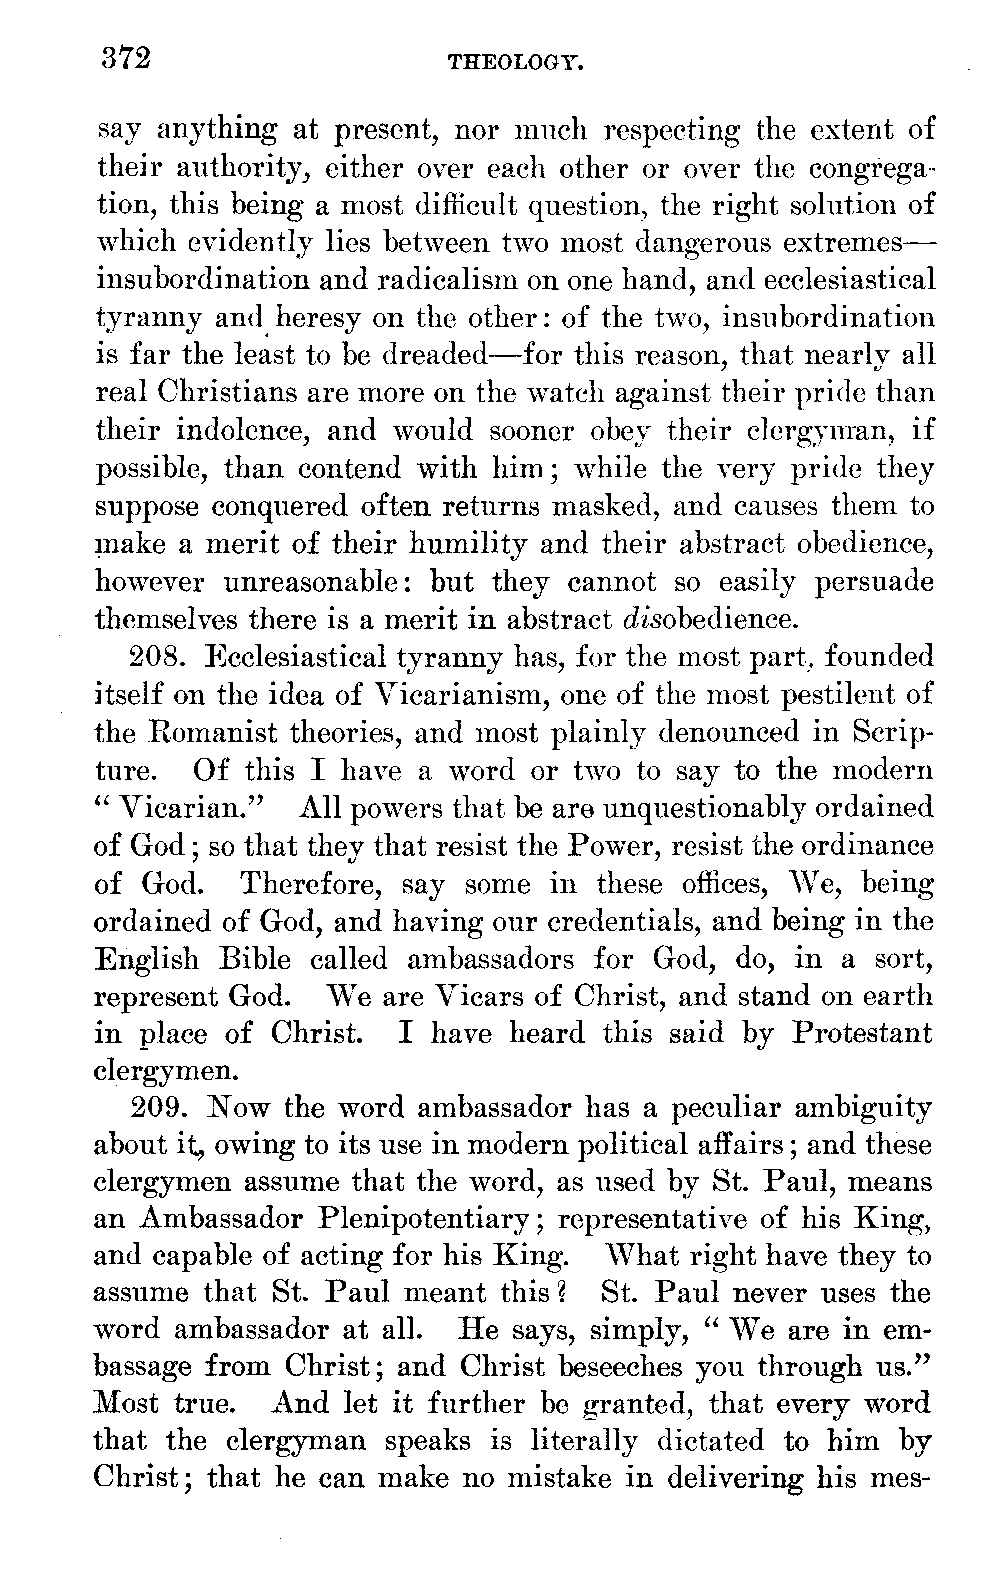 372 THEOLOGY.
say anything at present, nor much respecting the extent of
their authority, either over each other or over the congrega-
tion, this being a most difficult question, the right solution of
which evidently lies between two most dangerous extremes—
insubordination and radicalism on one hand, and ecclesiastical
tyranny and heresy on the other: of the two, insubordination
is far the least to be dreaded—for this reason, that nearly all
real Christians are more on the watch against their pride than
their indolence, and would sooner obey their clergyman, if
possible, than contend with him; while the very pride they
suppose conquered often returns masked, and causes them to
make a merit of their humility and their abstract obedience,
however unreasonable: but they cannot so easily persuade
themselves there is a merit in abstract disobedience.
208. Ecclesiastical tyranny has, for the most part, founded
itself on the idea of Vicarianism, one of the most pestilent of
the Romanist theories, and most plainly denounced in Scrip-
ture. Of this I have a word or two to say to the modern
“Vicarian.” All powers that be are unquestionably ordained
of God; so that they that resist the Power, resist the ordinance
of God. Therefore, say some in these offices, We, being
ordained of God, and having our credentials, and being in the
English Bible called ambassadors for God, do, in a sort,
represent God. We are Vicars of Christ, and stand on earth
in place of Christ. I have heard this said by Protestant
clergymen.
209. Now the word ambassador has a peculiar ambiguity
about it, owing to its use in modern political affairs; and these
clergymen assume that the word, as used by St. Paul, means
an Ambassador Plenipotentiary; representative of his King,
and capable of acting for his King. What right have they to
assume that St. Paul meant this? St. Paul never uses the
word ambassador at all. He says, simply, “We are in em-
bassage from Christ; and Christ beseeches you through us.”
Most true. And let it further be granted, that every word
that the clergyman speaks is literally dictated to him by
Christ; that he can make no mistake in delivering his mes-